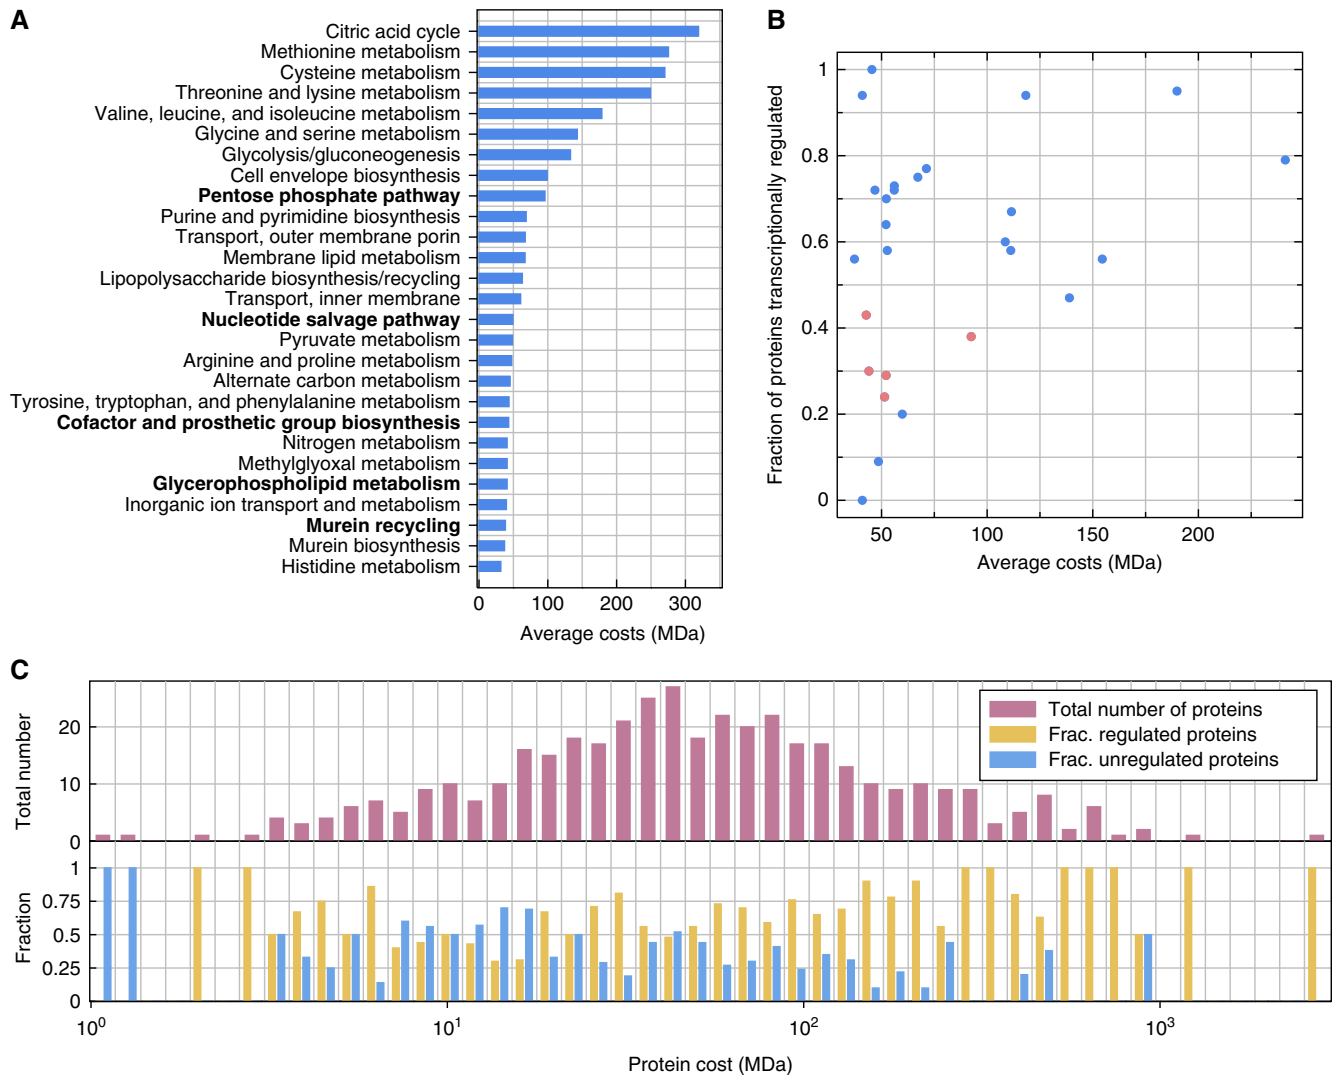 A
Citric acid cycle
Methionine metabolism
Cysteine metabolism
Threonine and lysine metabolism
Valine, leucine, and isoleucine metabolism
Glycine and serine metabolism
Glycolysis/gluconeogenesis
Cell envelope biosynthesis
Pentose phosphate pathway
Purine and pyrimidine biosynthesis
Transport, outer membrane porin
Membrane lipid metabolism
Lipopolysaccharide biosynthesis/recycling
Transport, inner membrane
Nucleotide salvage pathway
Pyruvate metabolism
Arginine and proline metabolism
Alternate carbon metabolism
Tyrosine, tryptophan, and phenylalanine metabolism
Cofactor and prosthetic group biosynthesis
Nitrogen metabolism
Methylglyoxal metabolism
Glycerophospholipid metabolism
Inorganic ion transport and metabolism
Murein recycling
Murein biosynthesis
Histidine metabolism
0 100 200 300
Average costs (MDa)
B
Fraction of proteins transcriptionally regulated
1
0.8
0.6
0.4
0.2
0
50 100 150 200
Average costs (MDa)
C
Total number
20
10
0
Total number of proteins
Frac. regulated proteins
Frac. unregulated proteins
Fraction
1
0.75
0.5
0.25
0
10⁰ 10¹ 10² 10³
Protein cost (MDa)